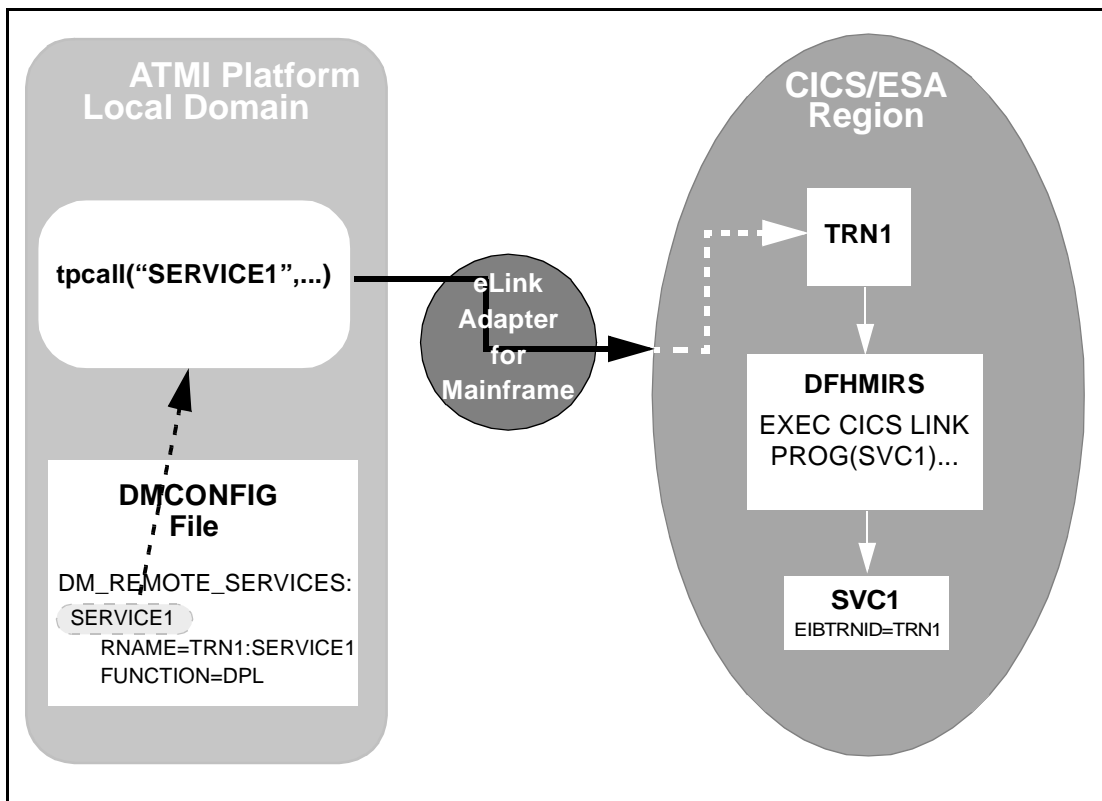 ATMI Platform
Local Domain
tpcall(“SERVICE1”,...)
DMCONFIG
File
DM_REMOTE_SERVICES:
SERVICE1
RNAME=TRN1:SERVICE1
FUNCTION=DPL
eLink
Adapter
for
Mainframe
CICS/ESA
Region
TRN1
DFHMIRS
EXEC CICS LINK
PROG(SVC1)...
SVC1
EIBTRNID=TRN1